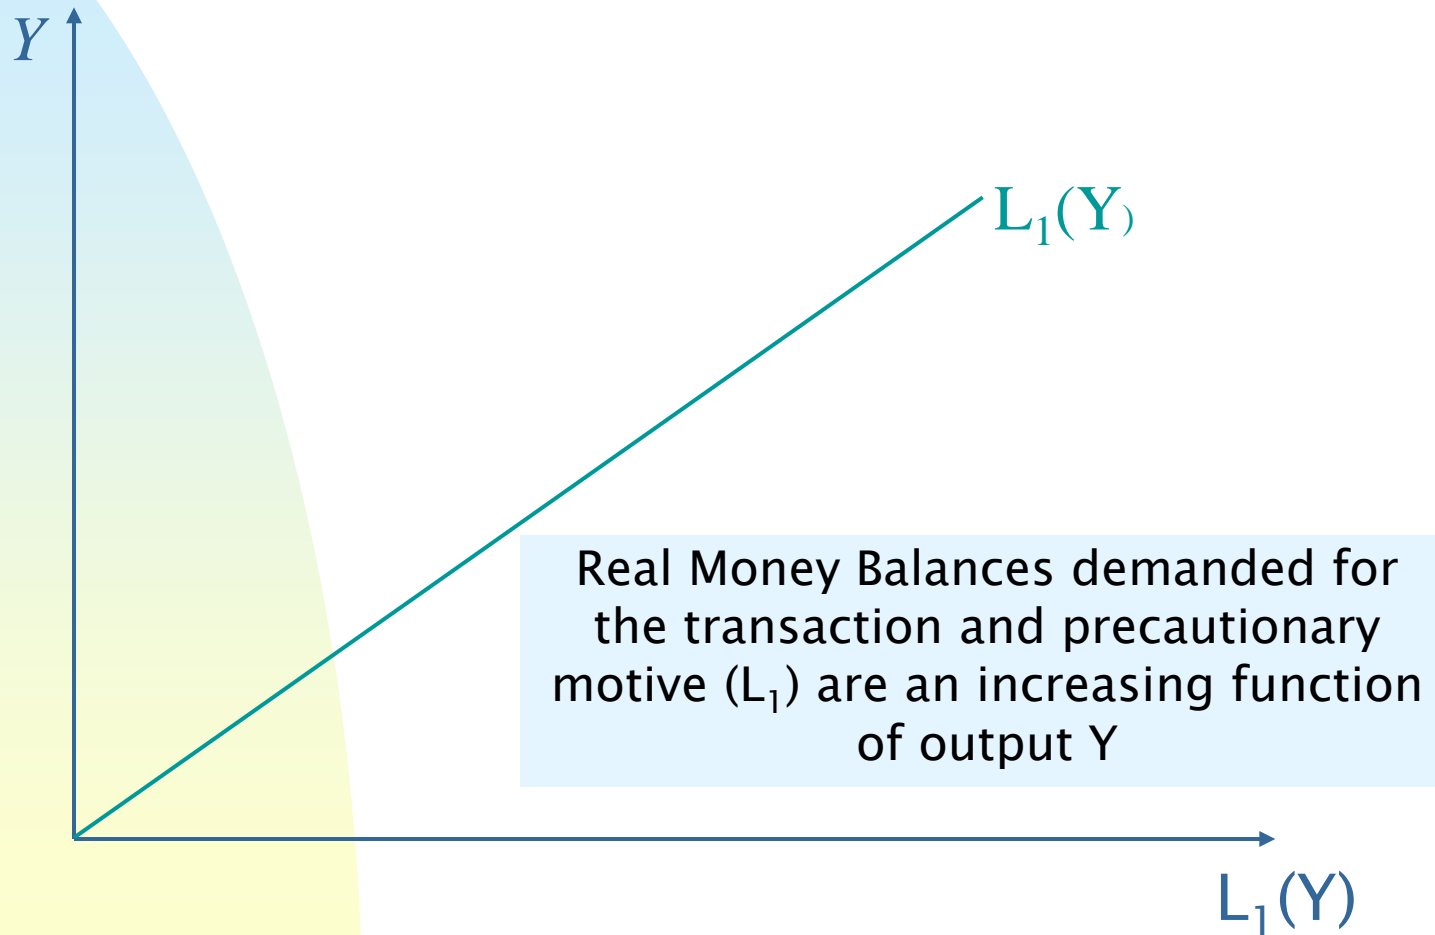 Y
L₁(Y)
Real Money Balances demanded for
the transaction and precautionary
motive (L₁) are an increasing function
of output Y
L₁(Y)